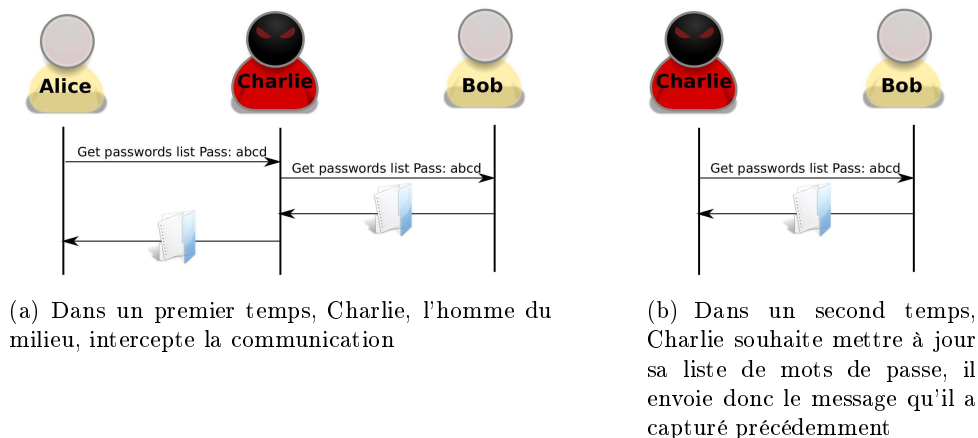 Alice
Charlie
Bob
Get passwords list Pass: abcd
Get passwords list Pass: abcd
(a) Dans un premier temps, Charlie, l'homme du
milieu, intercepte la communication
Charlie
Bob
Get passwords list Pass: abcd
(b) Dans un second temps,
Charlie souhaite mettre à jour
sa liste de mots de passe, il
envoie donc le message qu'il a
capturé précédemment